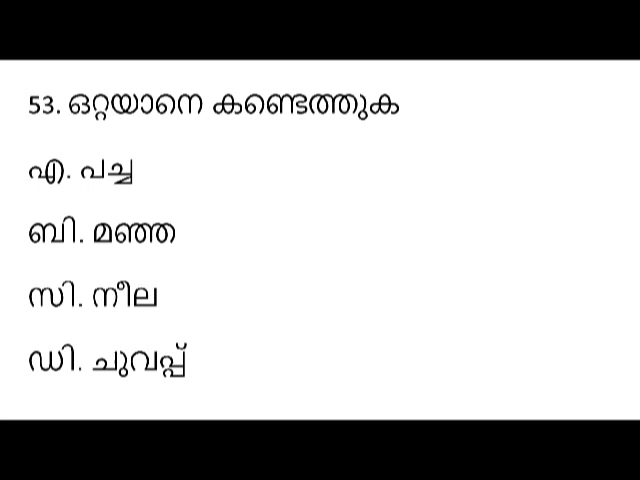 53. ഒറ്റയാനെ കണ്ടെത്തുക
എ. പച്ച
ബി. മഞ്ഞ
സി. നീല
ഡി. ചുവപ്പ്